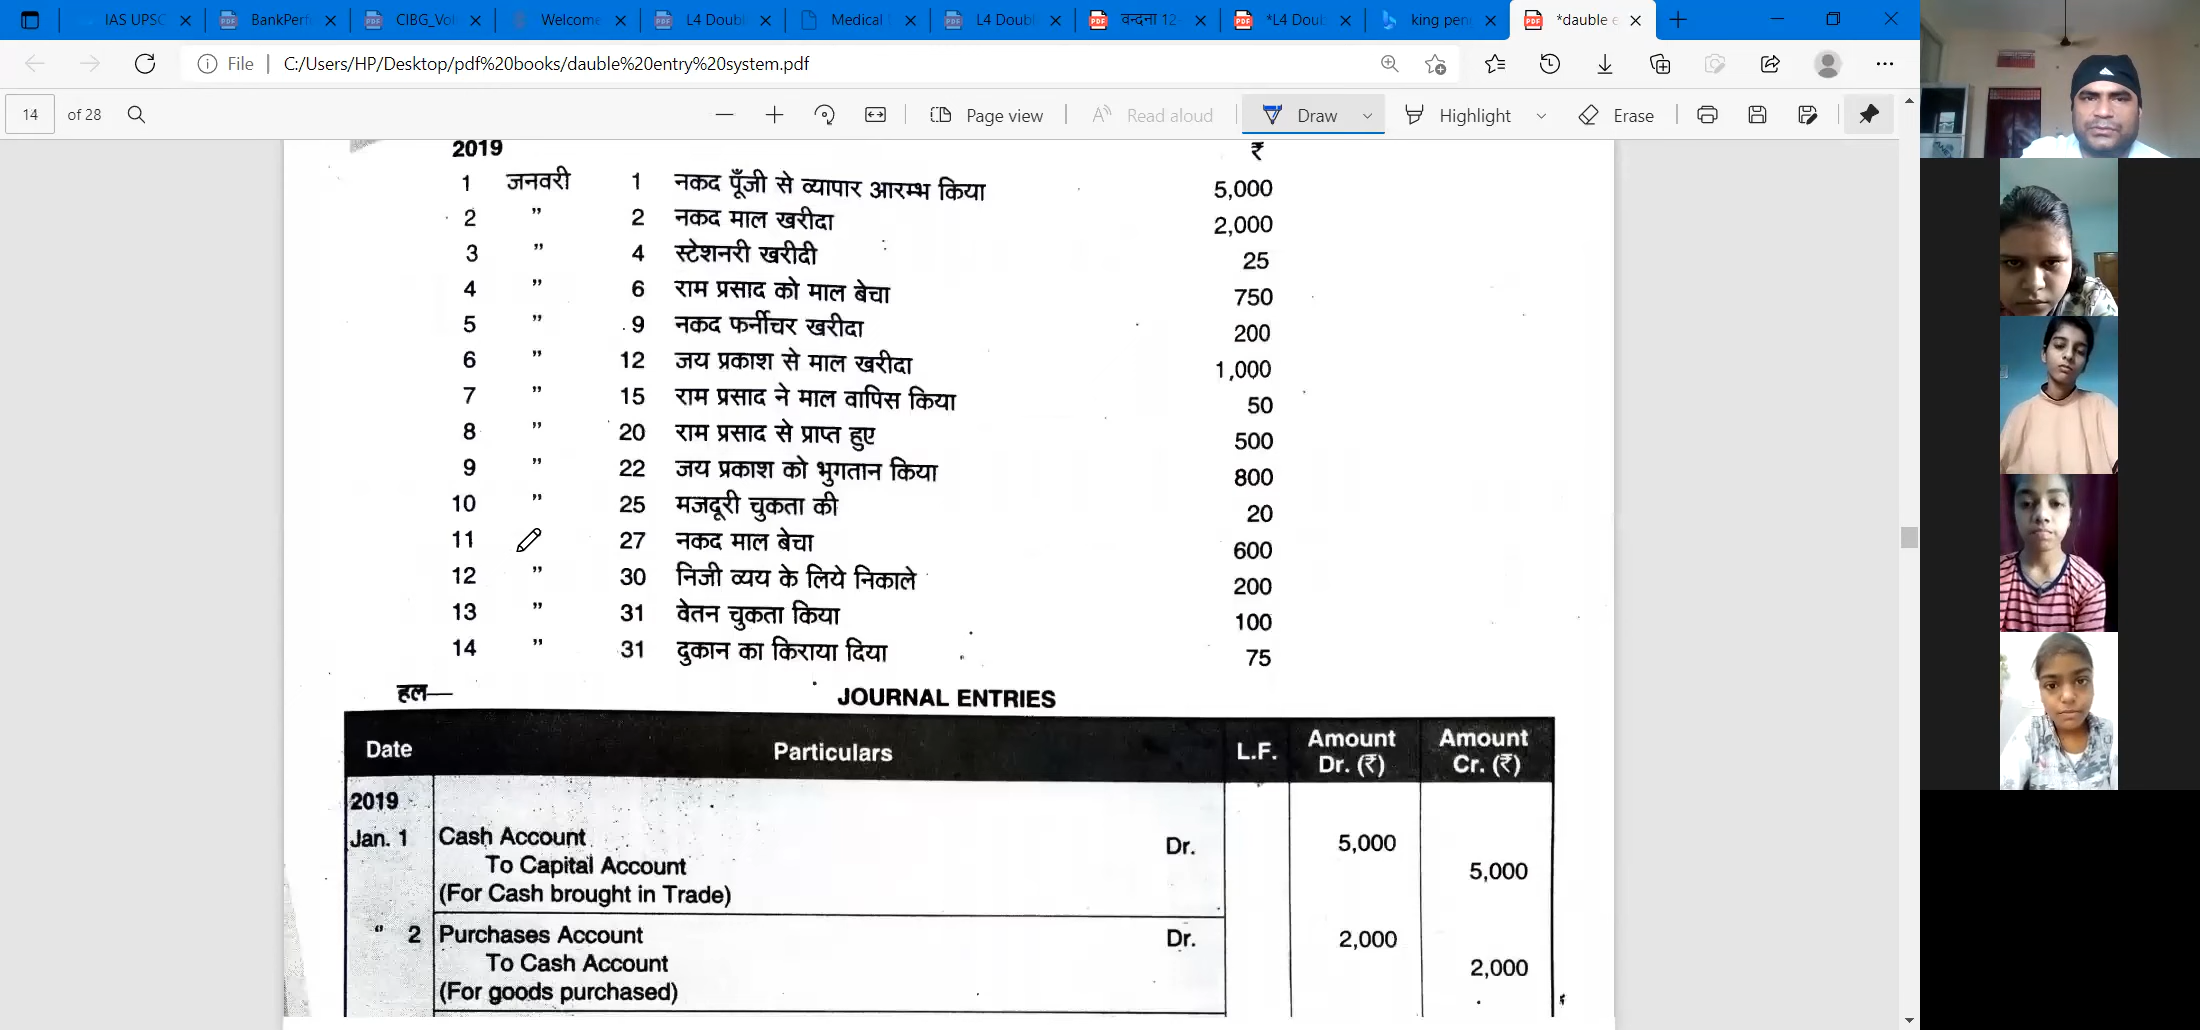 IAS UPSC BankPerf CIBG_Vol Welcome L4 Doubl Medical L4 Doubl वन्दना 12- *L4 Doub king pen *dauble e
File C:/Users/HP/Desktop/pdf%20books/dauble%20entry%20system.pdf
14 of 28 Page view Read aloud Draw Highlight Erase
2019 ₹
1 जनवरी 1 नकद पूँजी से व्यापार आरम्भ किया 5,000
2 ” 2 नकद माल खरीदा 2,000
3 ” 4 स्टेशनरी खरीदी 25
4 ” 6 राम प्रसाद को माल बेचा 750
5 ” 9 नकद फर्नीचर खरीदा 200
6 ” 12 जय प्रकाश से माल खरीदा 1,000
7 ” 15 राम प्रसाद ने माल वापिस किया 50
8 ” 20 राम प्रसाद से प्राप्त हुए 500
9 ” 22 जय प्रकाश को भुगतान किया 800
10 ” 25 मजदूरी चुकता की 20
11 27 नकद माल बेचा 600
12 ” 30 निजी व्यय के लिये निकाले 200
13 ” 31 वेतन चुकता किया 100
14 ” 31 दुकान का किराया दिया 75
हल—
JOURNAL ENTRIES
Date Particulars L.F. Amount Dr. (₹) Amount Cr. (₹)
2019
Jan. 1 Cash Account Dr. 5,000
To Capital Account 5,000
(For Cash brought in Trade)
" 2 Purchases Account Dr. 2,000
To Cash Account 2,000
(For goods purchased)